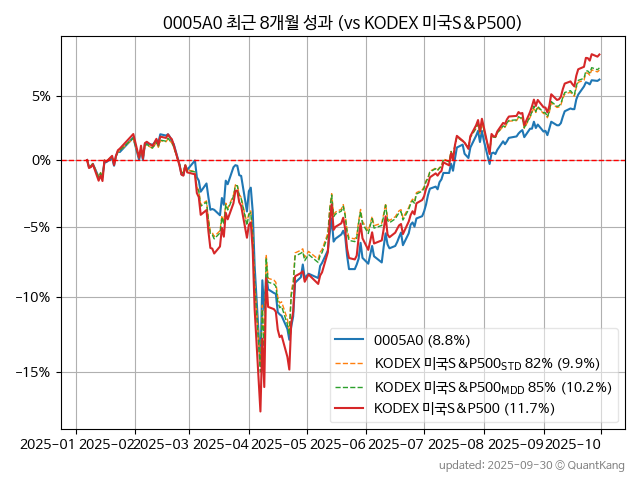 0005A0 최근 8개월 성과 (vs KODEX 미국S&P500)
5%
0%
−5%
−10%
−15%
0005A0 (8.8%)
KODEX 미국S&P500STD 82% (9.9%)
KODEX 미국S&P500MDD 85% (10.2%)
KODEX 미국S&P500 (11.7%)
2025-01 2025-02 2025-03 2025-04 2025-05 2025-06 2025-07 2025-08 2025-09 2025-10
updated: 2025-09-30 © QuantKang